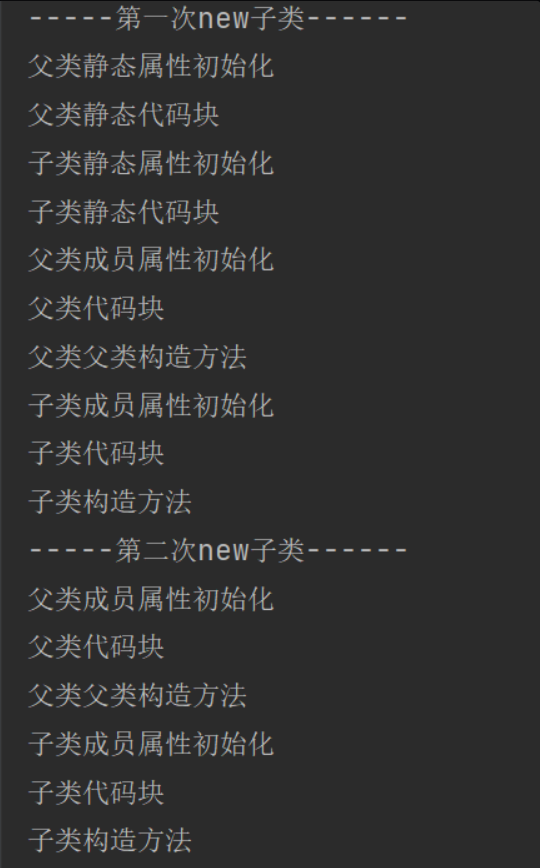 -----第一次new子类------
父类静态属性初始化
父类静态代码块
子类静态属性初始化
子类静态代码块
父类成员属性初始化
父类代码块
父类父类构造方法
子类成员属性初始化
子类代码块
子类构造方法
-----第二次new子类------
父类成员属性初始化
父类代码块
父类父类构造方法
子类成员属性初始化
子类代码块
子类构造方法